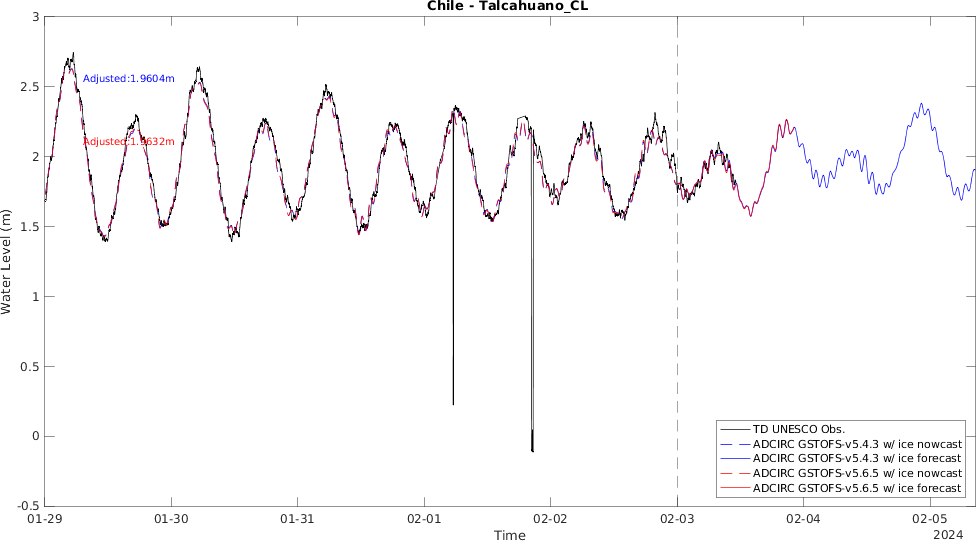 Chile - Talcahuano_CL
3
2.5
2
1.5
1
0.5
0
-0.5
Water Level (m)
Adjusted:1.9604m
Adjusted:1.9632m
TD UNESCO Obs.
ADCIRC GSTOFS-v5.4.3 w/ ice nowcast
ADCIRC GSTOFS-v5.4.3 w/ ice forecast
ADCIRC GSTOFS-v5.6.5 w/ ice nowcast
ADCIRC GSTOFS-v5.6.5 w/ ice forecast
01-29 01-30 01-31 02-01 02-02 02-03 02-04 02-05
Time
2024